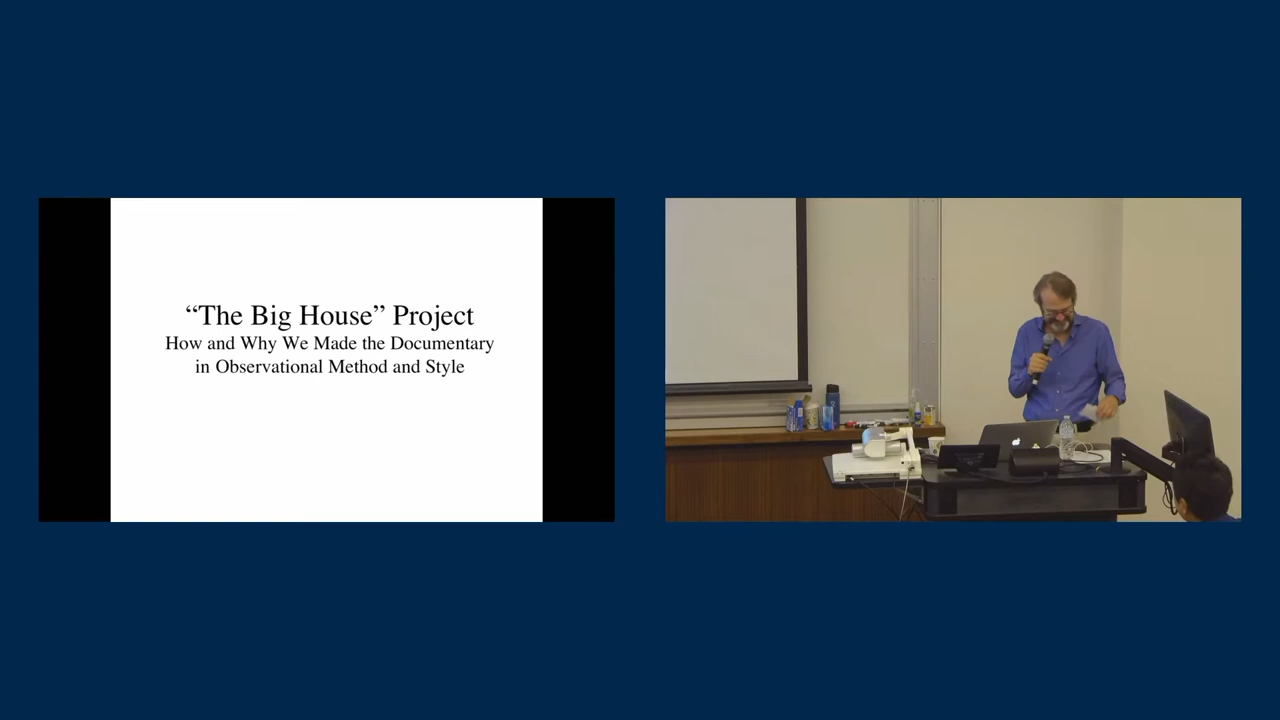 “The Big House” Project
How and Why We Made the Documentary
in Observational Method and Style